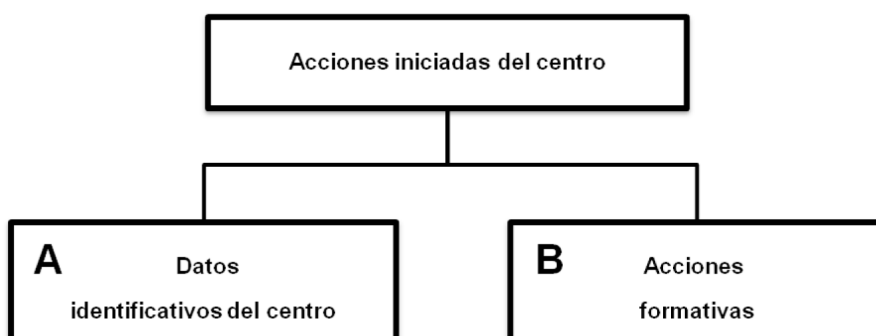 Acciones iniciadas del centro
A
Datos
identificativos del centro
B
Acciones
formativas